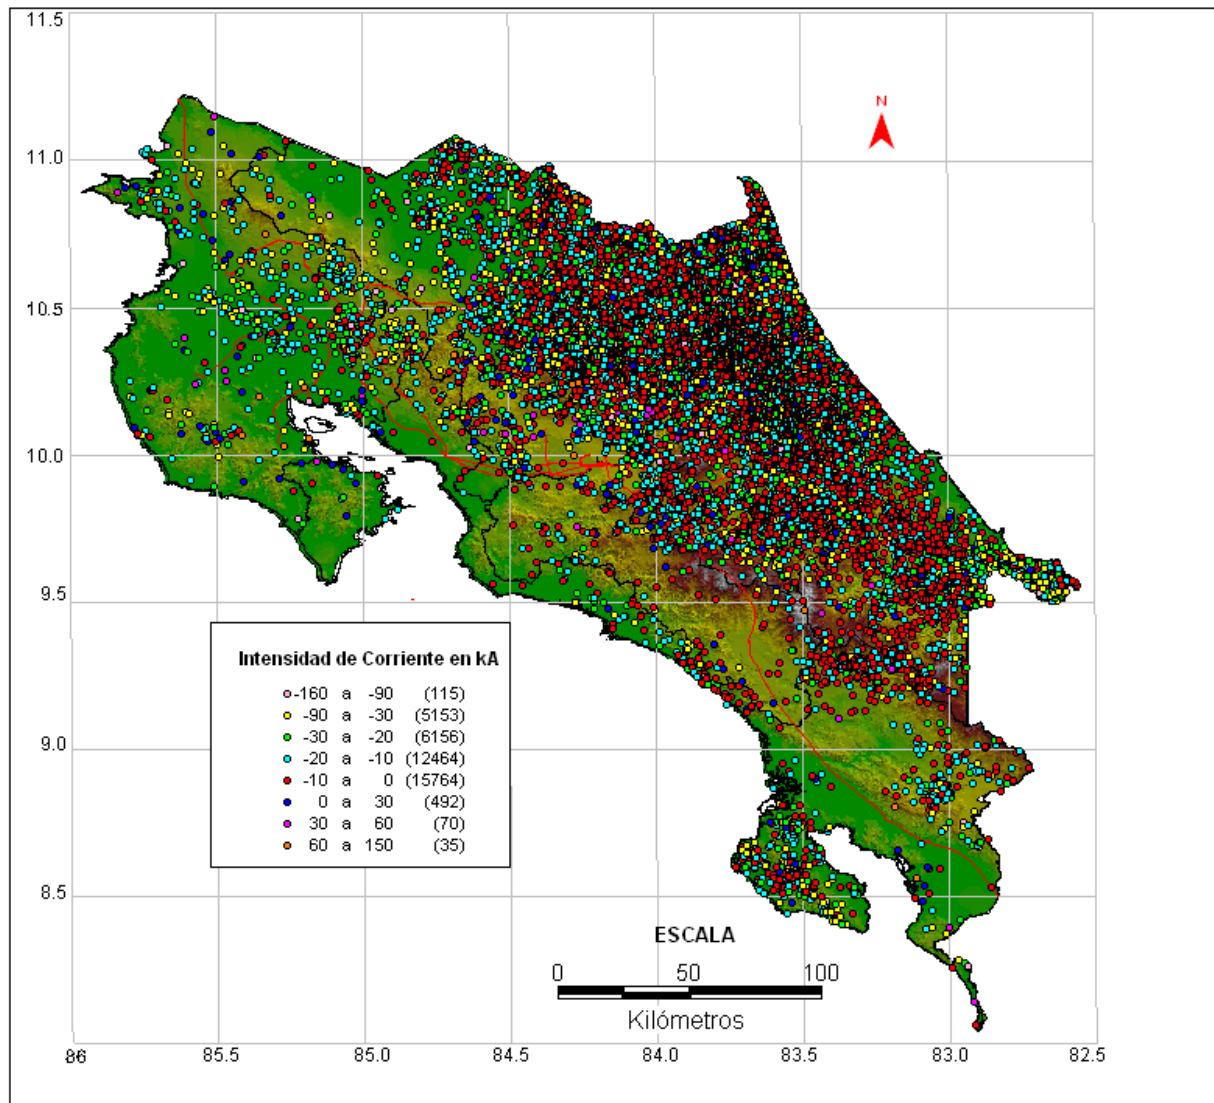 11.5
N
11.0
10.5
10.0
9.5
Intensidad de Corriente en kA
-160 a -90 (115)
-90 a -30 (5153)
-30 a -20 (6156)
-20 a -10 (12464)
-10 a 0 (15764)
0 a 30 (492)
30 a 60 (70)
60 a 150 (35)
9.0
8.5
ESCALA
0 50 100
Kilómetros
86 85.5 85.0 84.5 84.0 83.5 83.0 82.5